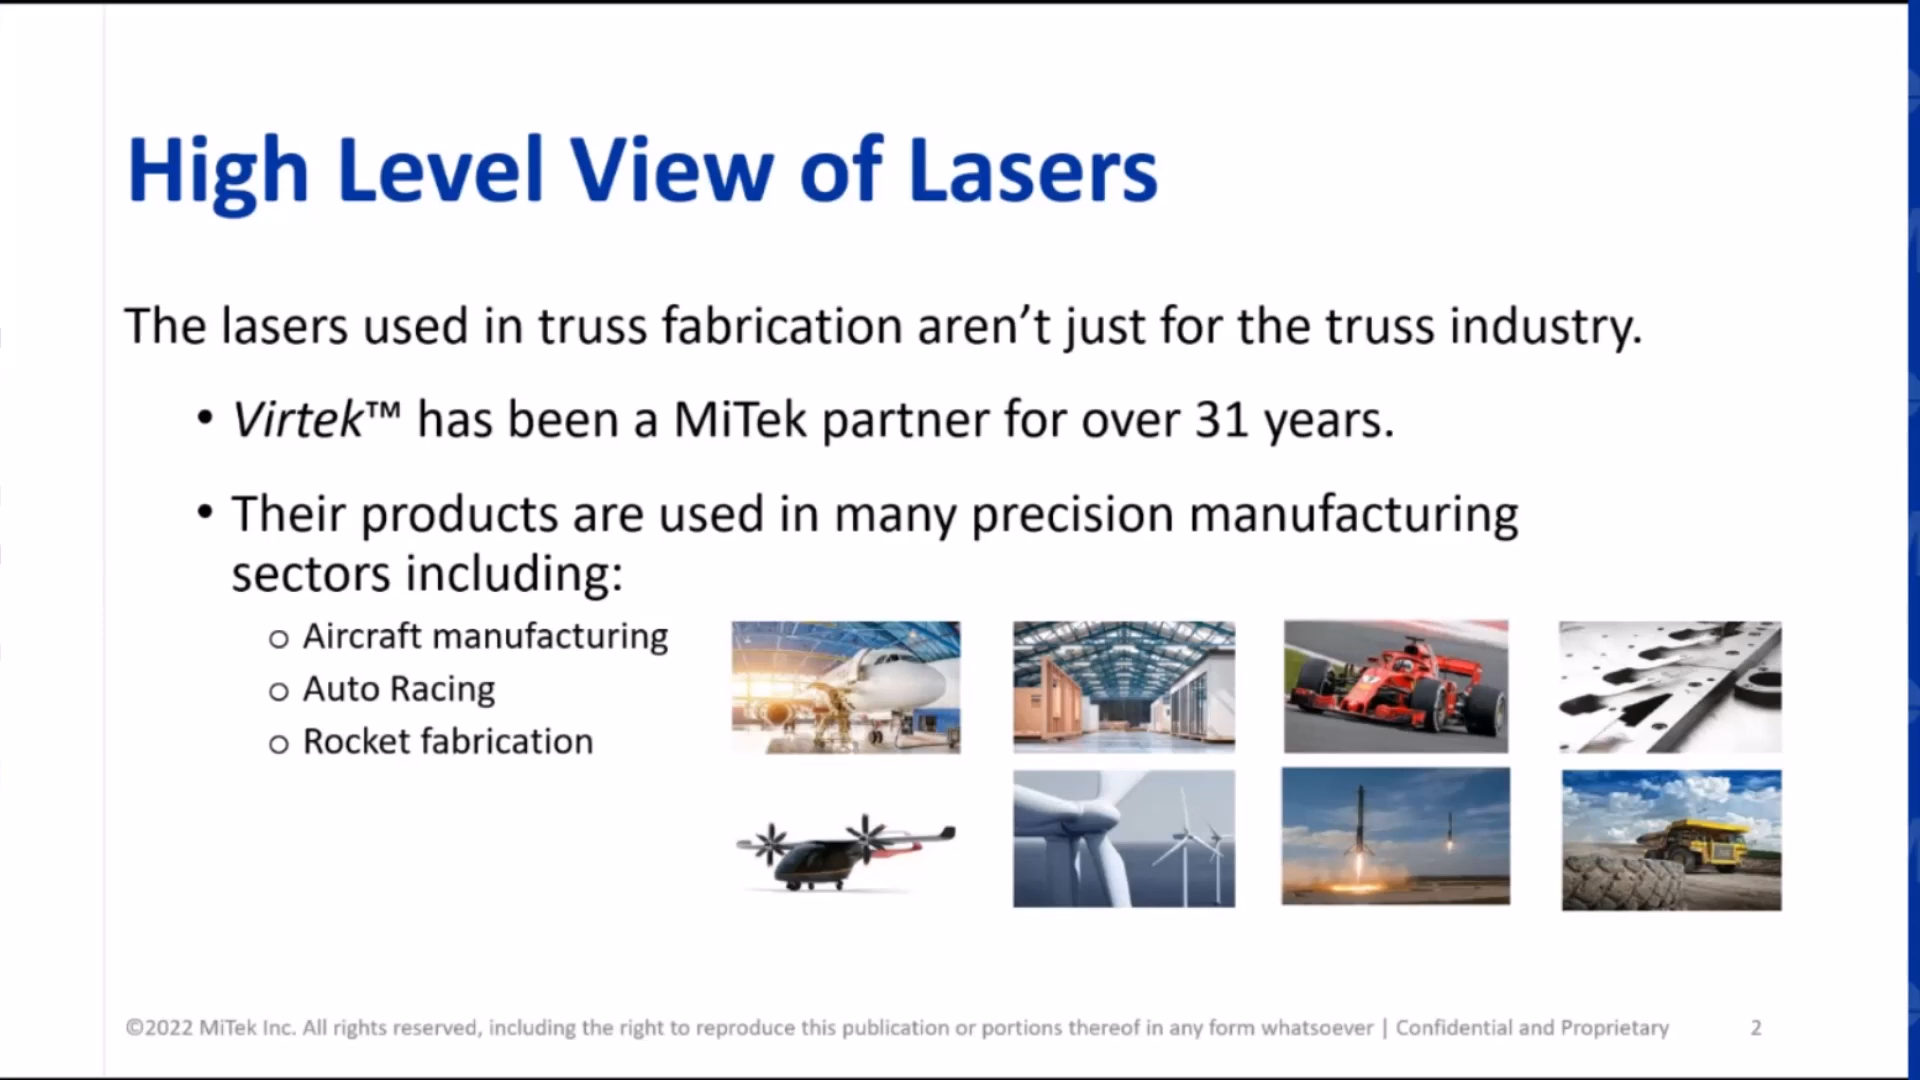 High Level View of Lasers
The lasers used in truss fabrication aren’t just for the truss industry.
• Virtek™ has been a MiTek partner for over 31 years.
• Their products are used in many precision manufacturing
sectors including:
o Aircraft manufacturing
o Auto Racing
o Rocket fabrication
©2022 MiTek Inc. All rights reserved, including the right to reproduce this publication or portions thereof in any form whatsoever | Confidential and Proprietary 2